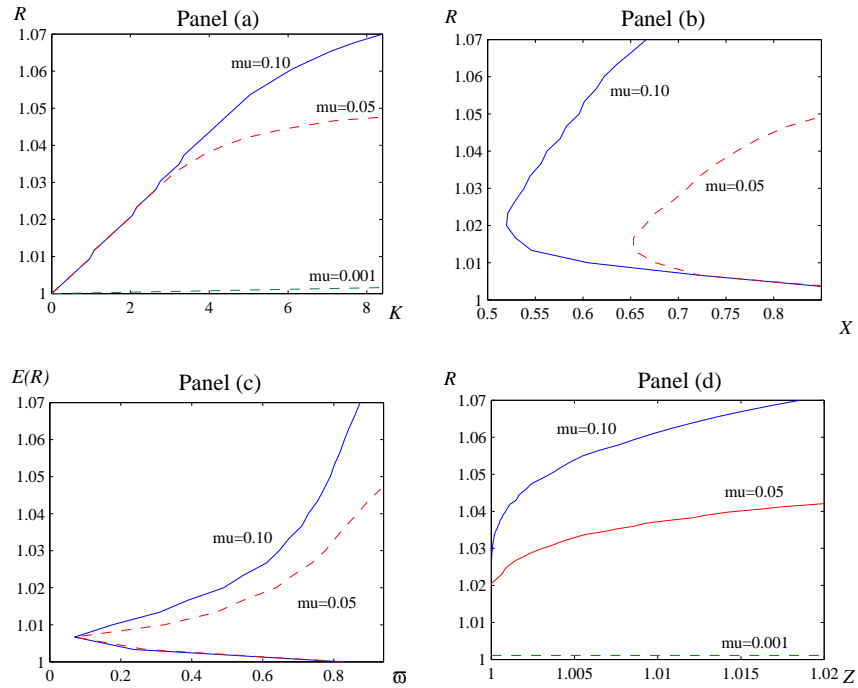 R
Panel (a)
1.07
1.06
1.05
1.04
1.03
1.02
1.01
1
mu=0.10
mu=0.05
mu=0.001
0
2
4
6
8
K
R
Panel (b)
1.07
1.06
1.05
1.04
1.03
1.02
1.01
1
mu=0.10
mu=0.05
0.5
0.55
0.6
0.65
0.7
0.75
0.8
X
E(R)
Panel (c)
1.07
1.06
1.05
1.04
1.03
1.02
1.01
1
mu=0.10
mu=0.05
0
0.2
0.4
0.6
0.8
ϖ
R
Panel (d)
1.07
1.06
1.05
1.04
1.03
1.02
1.01
1
mu=0.10
mu=0.05
mu=0.001
1
1.005
1.01
1.015
1.02
Z